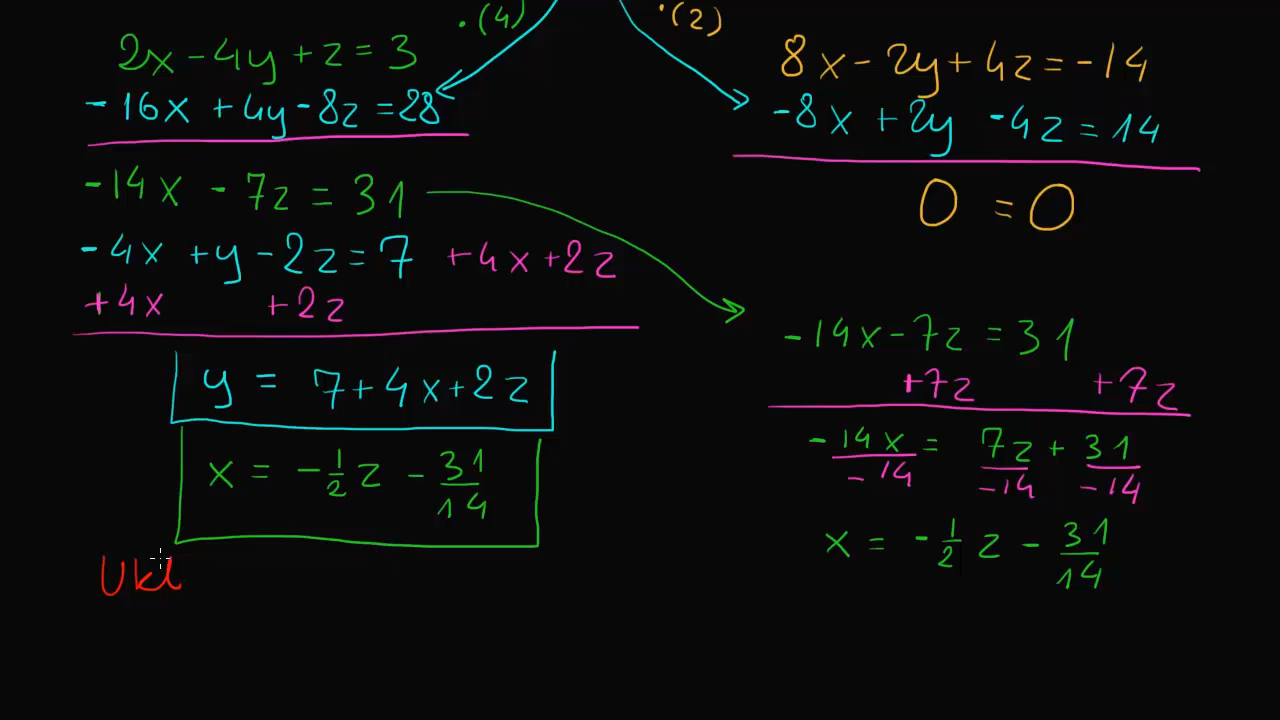 ·(4)
2x - 4y + z = 3
-16x + 4y - 8z = 28
-14x - 7z = 31
-4x + y - 2z = 7 +4x + 2z
+4x +2z
y = 7 + 4x + 2z
x = -1/2 z - 31/14
Ukl
·(2)
8x - 2y + 4z = -14
-8x + 2y - 4z = 14
0 = 0
-14x - 7z = 31
+7z +7z
-14x/-14 = 7z/-14 + 31/-14
x = -1/2 z - 31/14